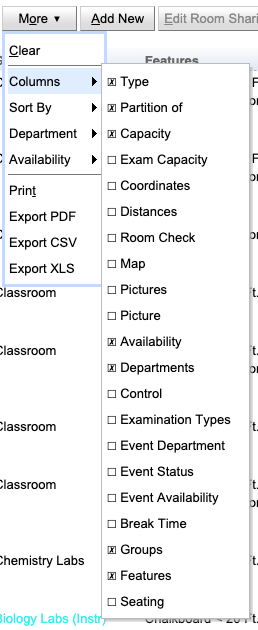 More ▼ Add New Edit Room Shari
Clear
Columns
Sort By
Department
Availability
Print
Export PDF
Export CSV
Export XLS
Type
Partition of
Capacity
Exam Capacity
Coordinates
Distances
Room Check
Map
Pictures
Picture
Availability
Departments
Control
Examination Types
Event Department
Event Status
Event Availability
Break Time
Groups
Features
Seating
Features
Classroom
Classroom
Classroom
Classroom
Chemistry Labs
Biology Labs (Instr)